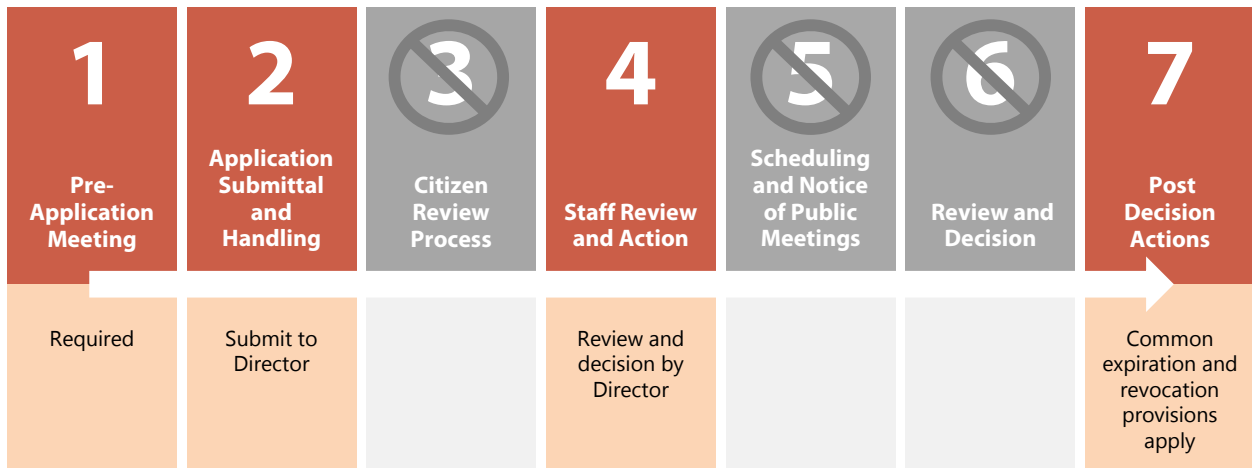 1
Pre-
Application
Meeting
Required
2
Application
Submittal
and
Handling
Submit to
Director
3
Citizen
Review
Process
4
Staff Review
and Action
Review and
decision by
Director
5
Scheduling
and Notice
of Public
Meetings
6
Review and
Decision
7
Post
Decision
Actions
Common
expiration and
revocation
provisions
apply